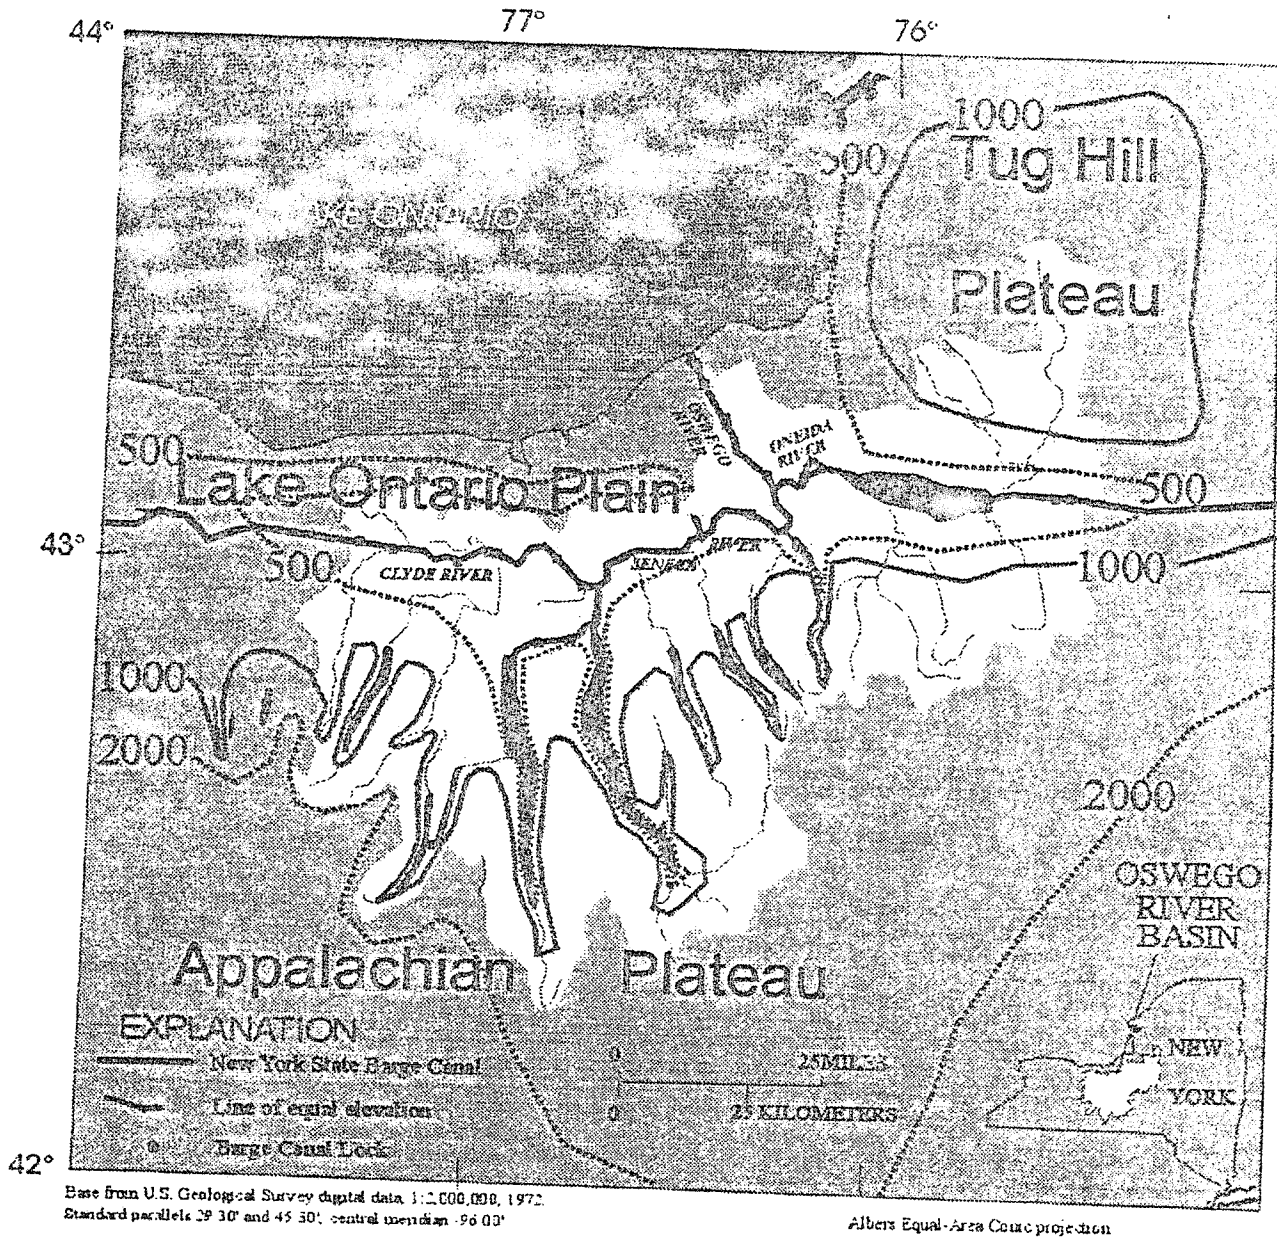 77°
76°
44°
1000
500
Tug Hill
LAKE ONTARIO
Plateau
OSWEGO
RIVER
ONEIDA
RIVER
500
Lake Ontario Plain
500
43°
RIVER
500
CLYDE RIVER
SENECA
1000
1000
2000
2000
OSWEGO
RIVER
BASIN
Appalachian Plateau
EXPLANATION
New York State Barge Canal
Line of equal elevation
Barge Canal Lock
0 25 MILES
0 25 KILOMETERS
NEW
YORK
42°
Base from U.S. Geological Survey digital data 1:2,000,000, 1972.
Standard parallels 29 30' and 45 30', central meridian -96 00'
Albers Equal-Area Conic projection